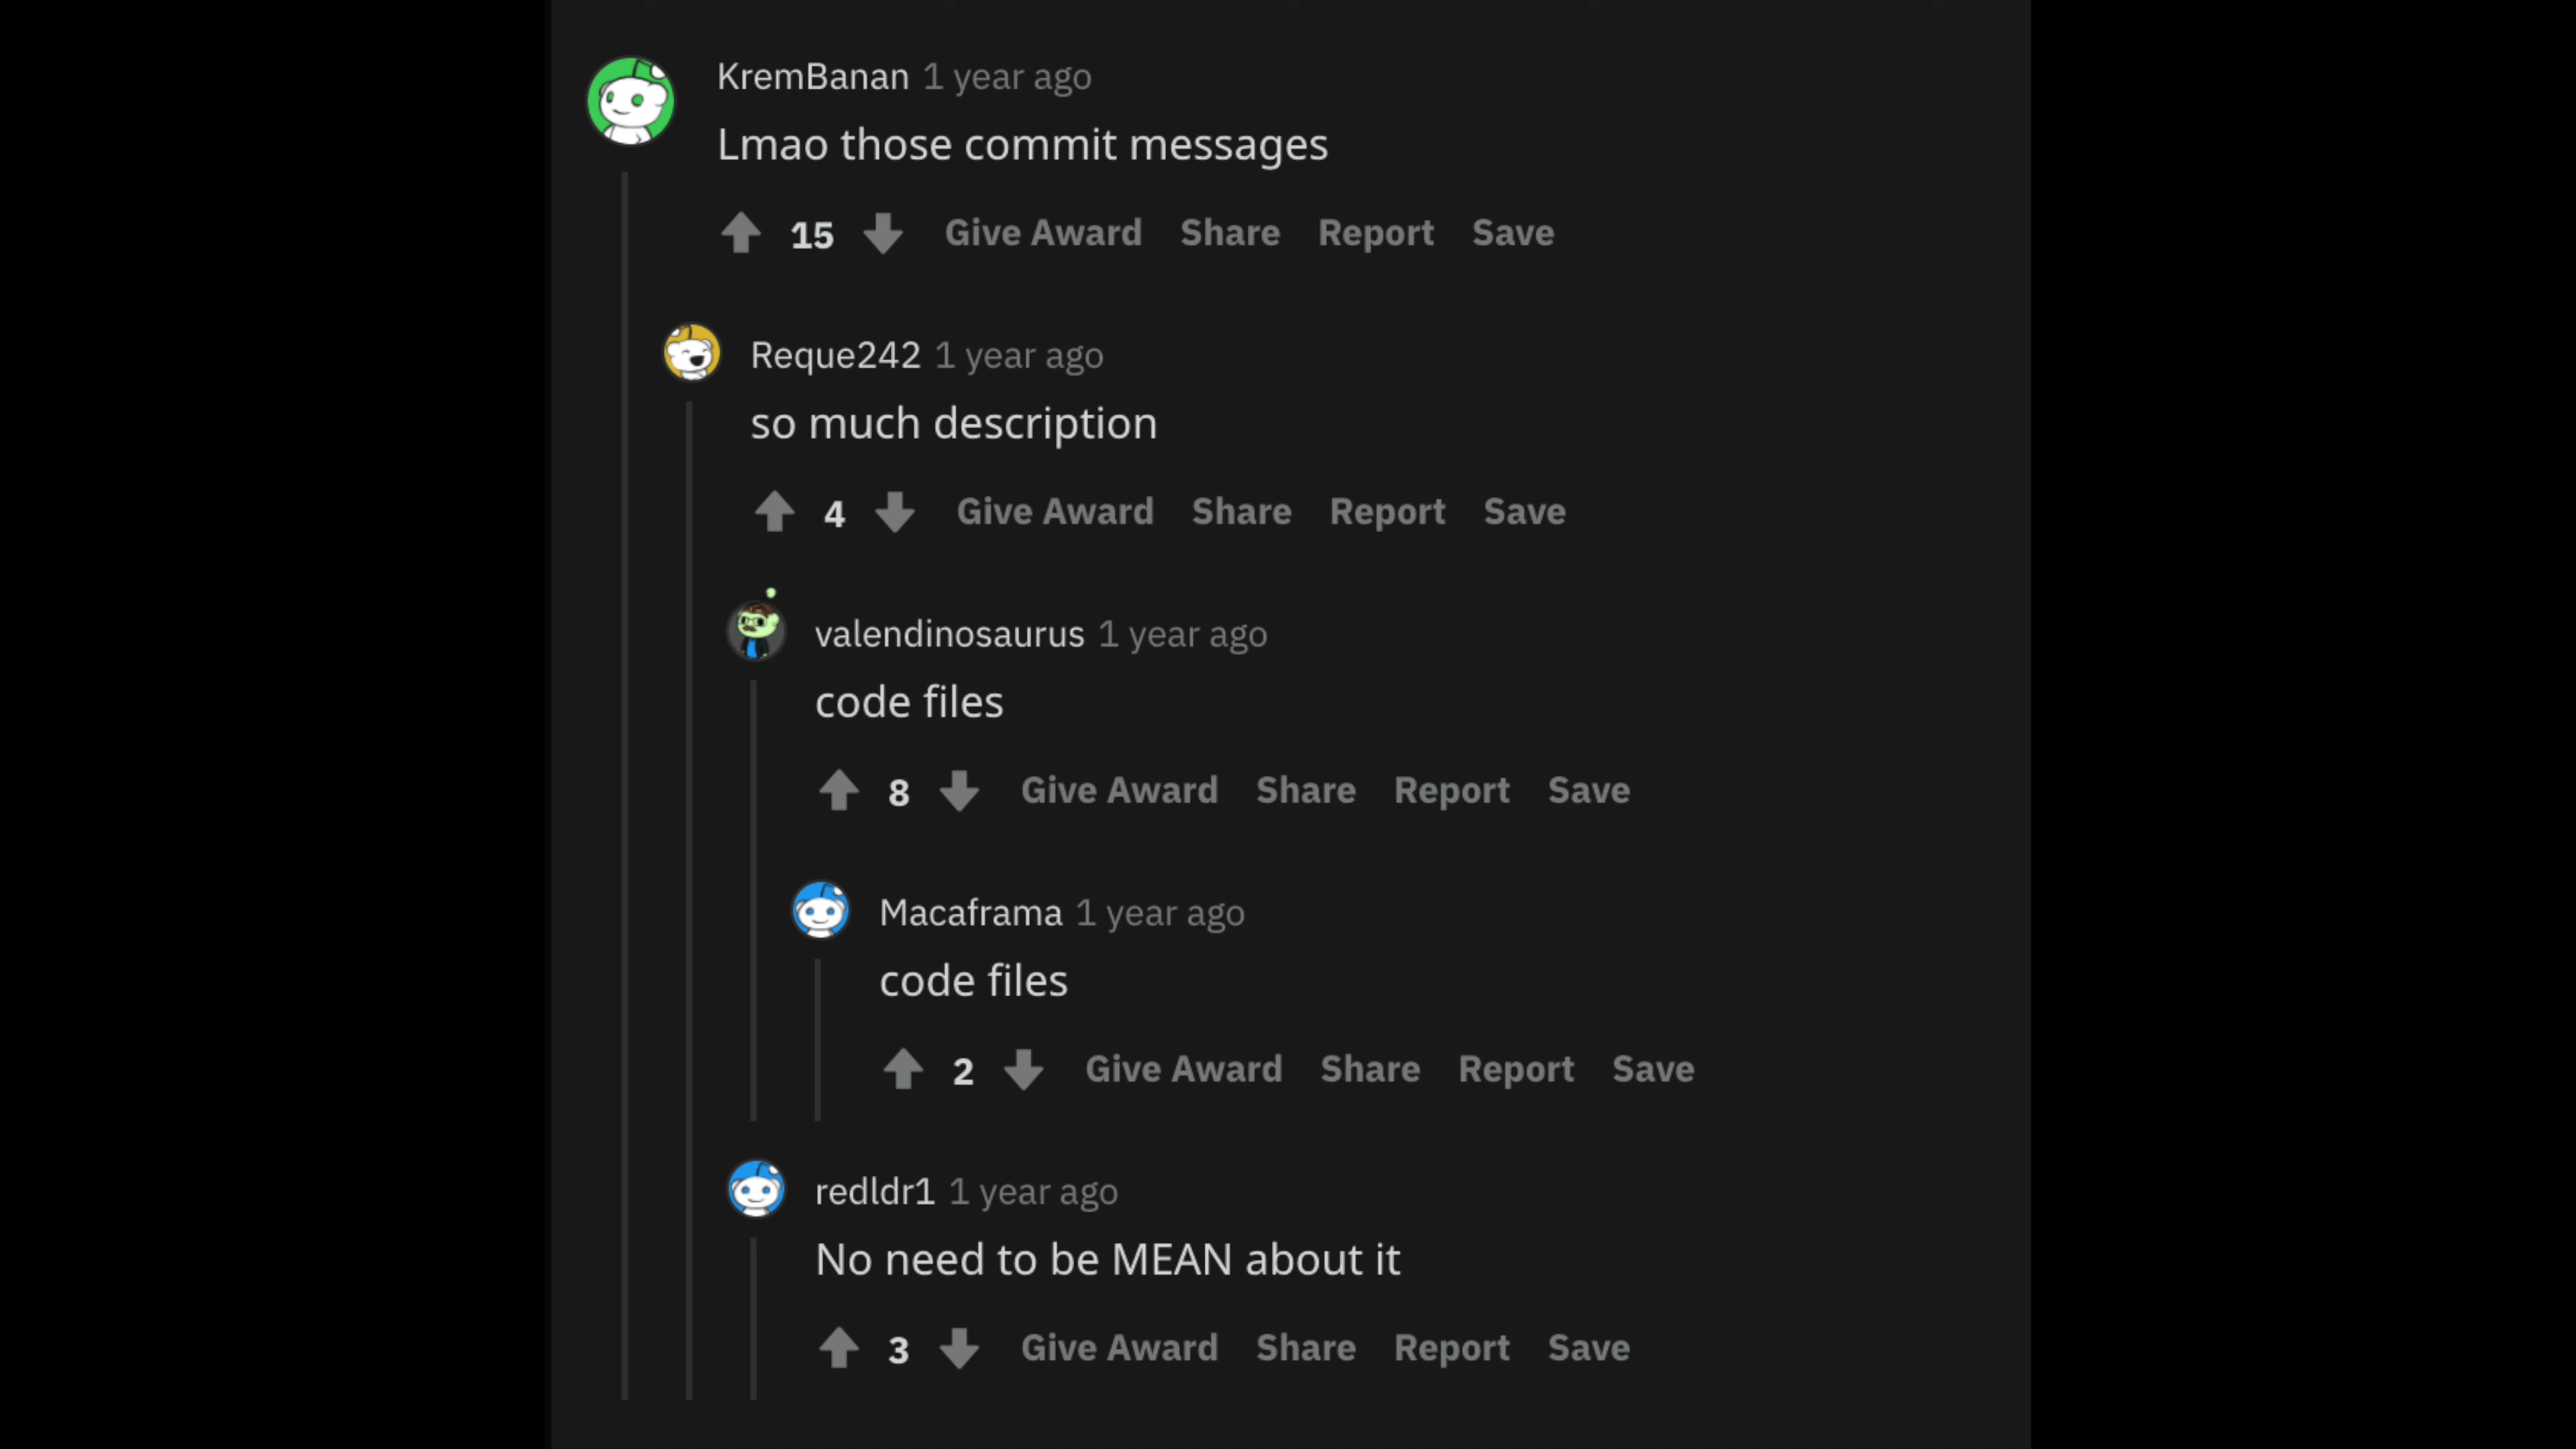 KremBanan 1 year ago
Lmao those commit messages
15 Give Award Share Report Save
Reque242 1 year ago
so much description
4 Give Award Share Report Save
valendinosaurus 1 year ago
code files
8 Give Award Share Report Save
Macaframa 1 year ago
code files
2 Give Award Share Report Save
redldr1 1 year ago
No need to be MEAN about it
3 Give Award Share Report Save